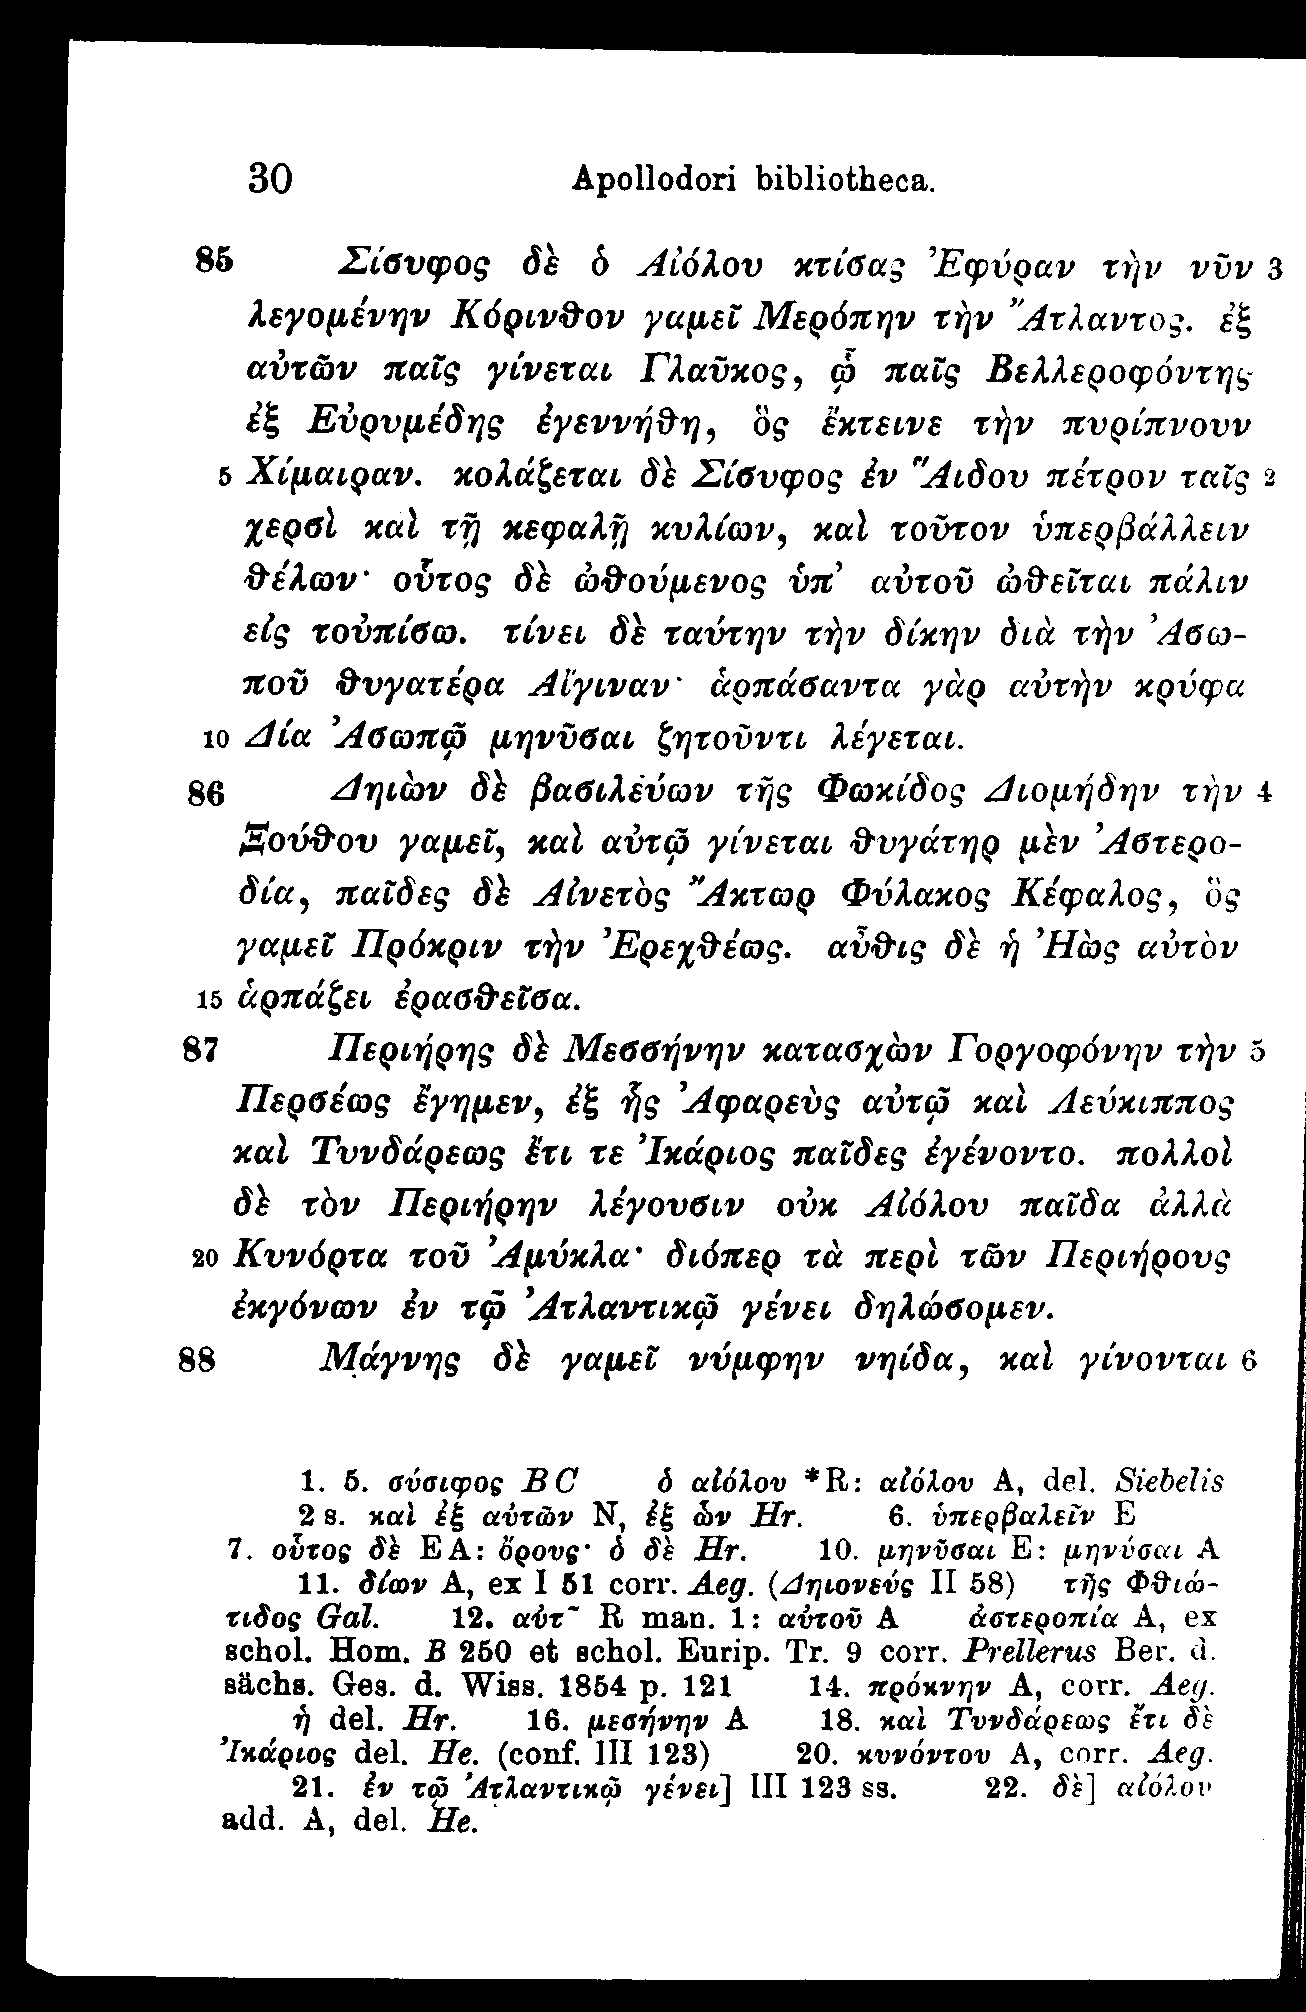 30 Apollodori bibliotheca.
85 Σίσυφος δὲ ὁ Αἰόλου κτίσας Ἐφύραν τὴν νῦν 3
λεγομένην Κόρινθον γαμεῖ Μερόπην τὴν Ἄτλαντος. ἐξ
αὐτῶν παῖς γίνεται Γλαῦκος, ᾧ παῖς Βελλεροφόντης
ἐξ Εὐρυμέδης ἐγεννήθη, ὃς ἔκτεινε τὴν πυρίπνουν
5 Χίμαιραν. κολάζεται δὲ Σίσυφος ἐν Ἅιδου πέτρον ταῖς 2
χερσὶ καὶ τῇ κεφαλῇ κυλίων, καὶ τοῦτον ὑπερβάλλειν
θέλων· οὗτος δὲ ὠθούμενος ὑπ’ αὐτοῦ ὠθεῖται πάλιν
εἰς τοὐπίσω. τίνει δὲ ταύτην τὴν δίκην διὰ τὴν Ἀσω-
ποῦ θυγατέρα Αἴγιναν· ἁρπάσαντα γὰρ αὐτὴν κρύφα
10 Δία Ἀσωπῷ μηνῦσαι ζητοῦντι λέγεται.
86 Δηιὼν δὲ βασιλεύων τῆς Φωκίδος Διομήδην τὴν 4
Ξούθου γαμεῖ, καὶ αὐτῷ γίνεται θυγάτηρ μὲν Ἀστερο-
δία, παῖδες δὲ Αἰνετὸς Ἄκτωρ Φύλακος Κέφαλος, ὃς
γαμεῖ Πρόκριν τὴν Ἐρεχθέως. αὖθις δὲ ἡ Ἠὼς αὐτὸν
15 ἁρπάζει ἐρασθεῖσα.
87 Περιήρης δὲ Μεσσήνην κατασχὼν Γοργοφόνην τὴν 5
Περσέως ἔγημεν, ἐξ ἧς Ἀφαρεὺς αὐτῷ καὶ Λεύκιππος
καὶ Τυνδάρεως ἔτι τε Ἰκάριος παῖδες ἐγένοντο. πολλοὶ
δὲ τὸν Περιήρην λέγουσιν οὐκ Αἰόλου παῖδα ἀλλὰ
20 Κυνόρτα τοῦ Ἀμύκλα· διόπερ τὰ περὶ τῶν Περιήρους
ἐκγόνων ἐν τῷ Ἀτλαντικῷ γένει δηλώσομεν.
88 Μάγνης δὲ γαμεῖ νύμφην νηίδα, καὶ γίνονται 6
1. 5. σύσιφος BC ὁ αἰόλου *R: αἰόλου A, del. Siebelis
2 s. καὶ ἐξ αὐτῶν N, ἐξ ὧν Hr. 6. ὑπερβαλεῖν E
7. οὗτος δὲ EA: ὄρους· ὁ δὲ Hr. 10. μηνῦσαι E: μηνύσαι A
11. δίων A, ex I 51 corr. Aeg. (Δηιονεύς II 58) τῆς Φθιώ-
τιδος Gal. 12. αὐτ~ R man. 1: αὐτοῦ A ἀστεροπία A, ex
schol. Hom. B 250 et schol. Eurip. Tr. 9 corr. Prellerus Ber. d.
sächs. Ges. d. Wiss. 1854 p. 121 14. πρόκνην A, corr. Aeg.
ἡ del. Hr. 16. μεσήνην A 18. καὶ Τυνδάρεως ἔτι δὲ
Ἰκάριος del. He. (conf. III 123) 20. κυνόντου A, corr. Aeg.
21. ἐν τῷ Ἀτλαντικῷ γένει] III 123 ss. 22. δὲ] αἰόλου
add. A, del. He.